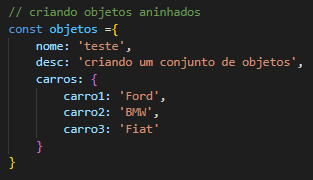 // criando objetos aninhados
const objetos ={
    nome: 'teste',
    desc: 'criando um conjunto de objetos',
    carros: {
        carro1: 'Ford',
        carro2: 'BMW',
        carro3: 'Fiat'
    }
}